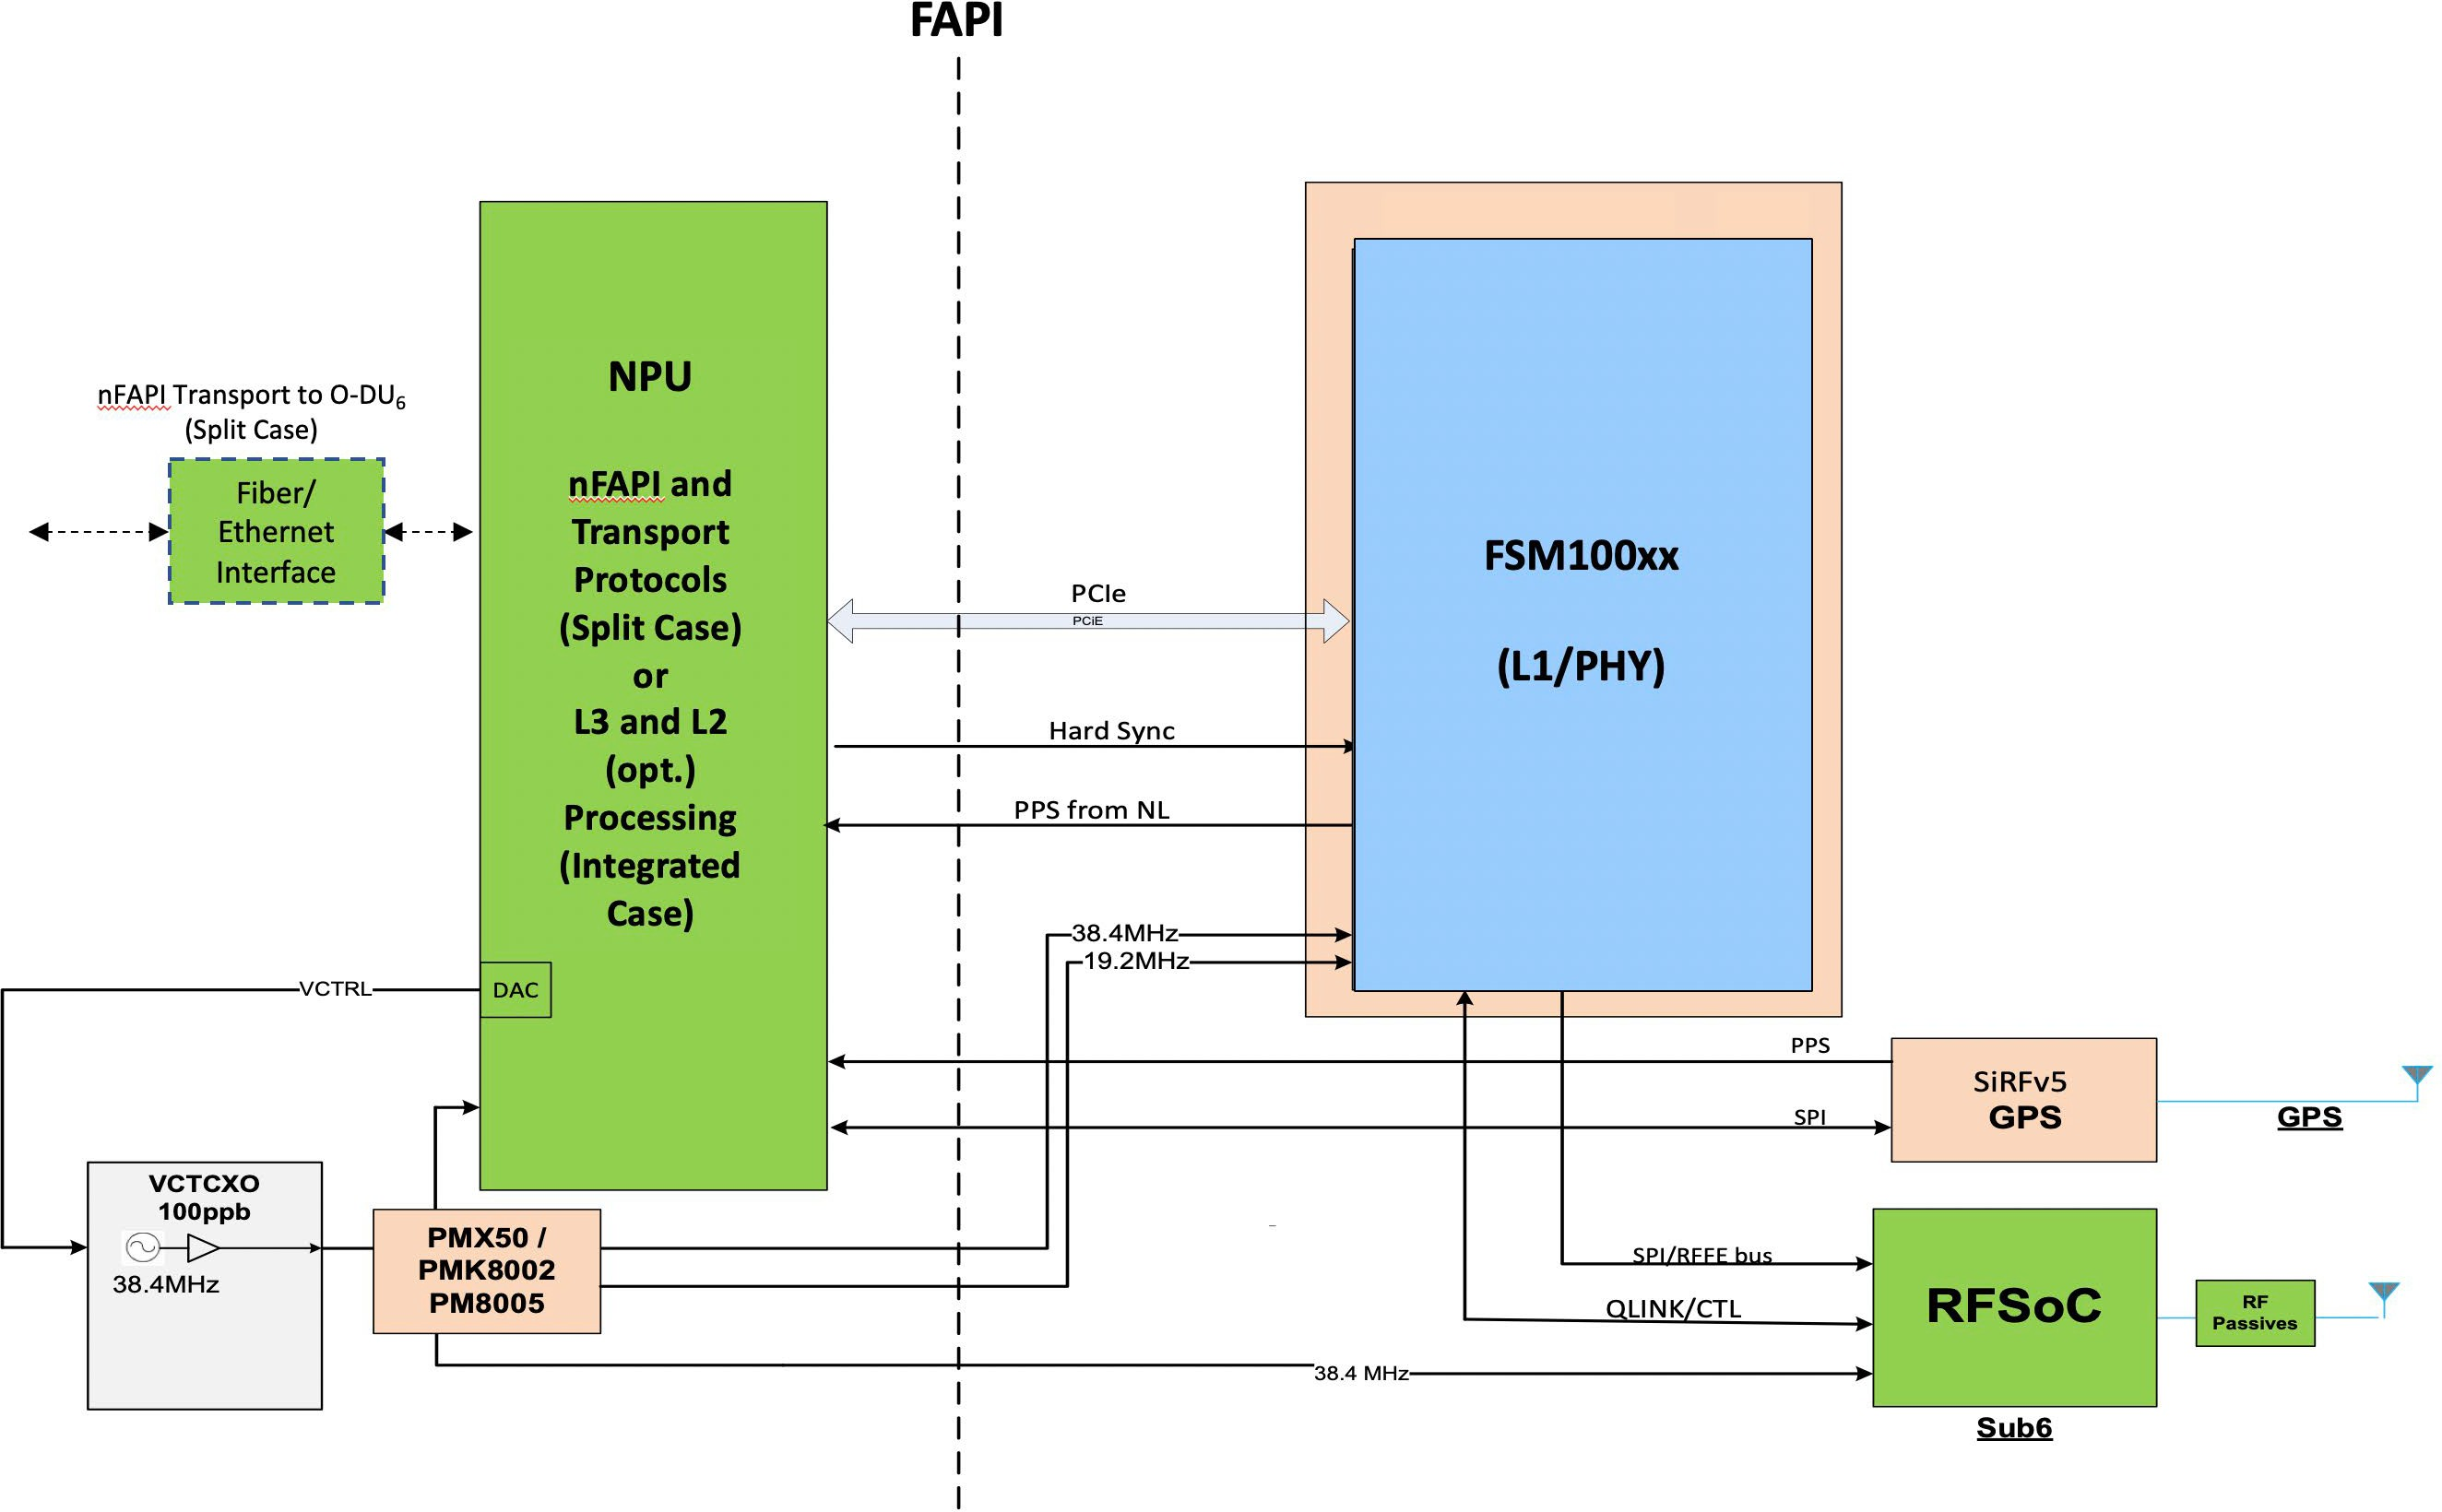 FAPI
NPU
nFAPI and
Transport
Protocols
(Split Case)
or
L3 and L2
(opt.)
Processing
(Integrated
Case)
DAC
nFAPI Transport to O-DU6
(Split Case)
Fiber/
Ethernet
Interface
FSM100xx
(L1/PHY)
PCIe
PCiE
Hard Sync
PPS from NL
38.4MHz
19.2MHz
VCTRL
PPS
SPI
SiRFv5
GPS
GPS
VCTCXO
100ppb
38.4MHz
PMX50 /
PMK8002
PM8005
SPI/RFFE bus
QLINK/CTL
38.4 MHz
RFSoC
Sub6
RF
Passives